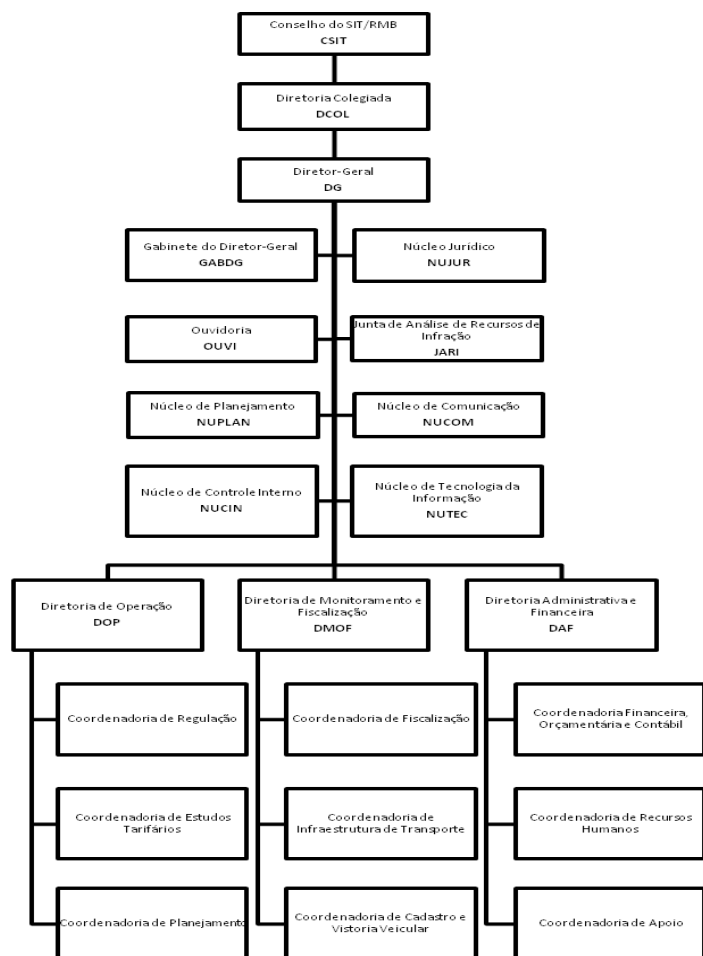 Conselho do SIT/RMB
CSIT
Diretoria Colegiada
DCOL
Diretor-Geral
DG
Gabinete do Diretor-Geral
GABDG
Núcleo Jurídico
NUJUR
Ouvidoria
OUVI
Junta de Análise de Recursos de
Infração
JARI
Núcleo de Planejamento
NUPLAN
Núcleo de Comunicação
NUCOM
Núcleo de Controle Interno
NUCIN
Núcleo de Tecnologia da
Informação
NUTEC
Diretoria de Operação
DOP
Diretoria de Monitoramento e
Fiscalização
DMOF
Diretoria Administrativa e
Financeira
DAF
Coordenadoria de Regulação
Coordenadoria de Fiscalização
Coordenadoria Financeira,
Orçamentária e Contábil
Coordenadoria de Estudos
Tarifários
Coordenadoria de
Infraestrutura de Transporte
Coordenadoria de Recursos
Humanos
Coordenadoria de Planejamento
Coordenadoria de Cadastro e
Vistoria Veicular
Coordenadoria de Apoio